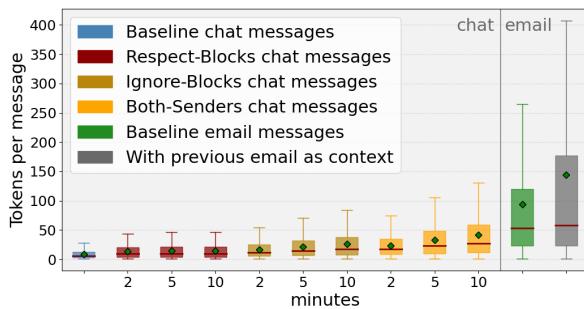 Tokens per message
400
350
300
250
200
150
100
50
0
Baseline chat messages
Respect-Blocks chat messages
Ignore-Blocks chat messages
Both-Senders chat messages
Baseline email messages
With previous email as context
chat email
2 5 10 2 5 10 2 5 10
minutes